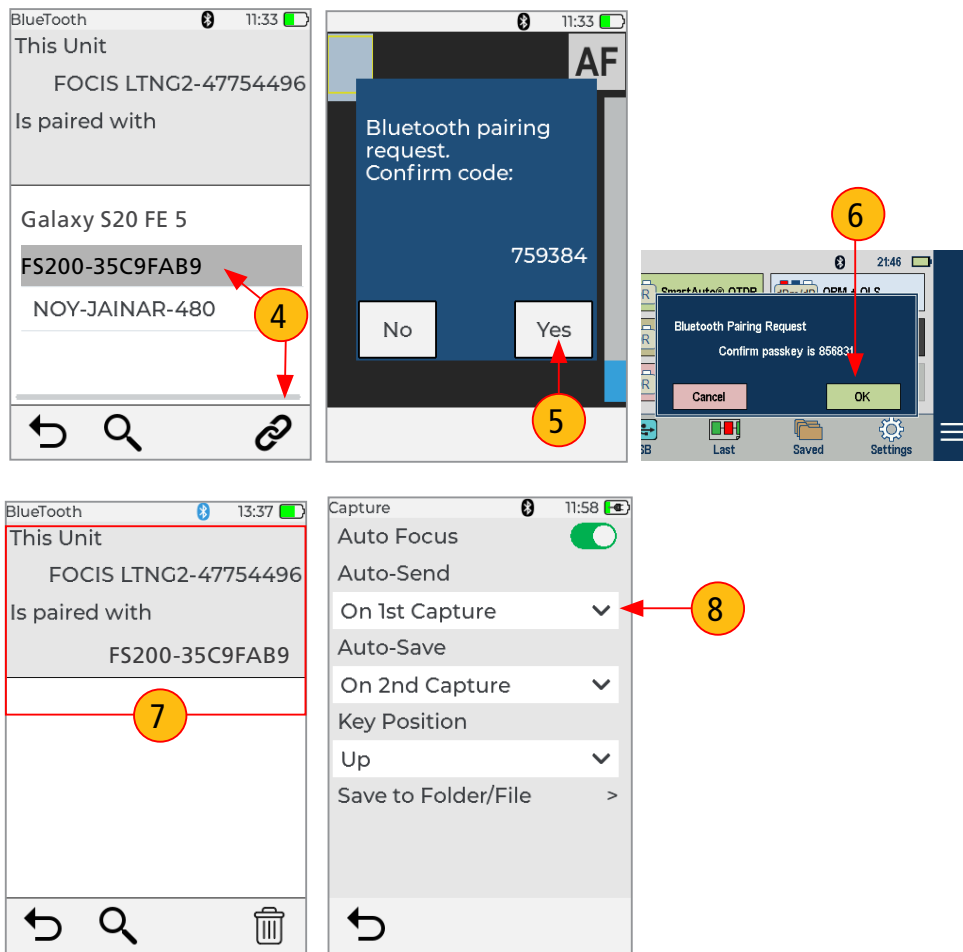 BlueTooth 11:33
This Unit
FOCIS LTNG2-47754496
Is paired with
Galaxy S20 FE 5
FS200-35C9FAB9
NOY-JAINAR-480
4
11:33
AF
Bluetooth pairing
request.
Confirm code:
759384
No Yes
5
6
21:46
SmartAuto® OTDR OPM + OLS
Bluetooth Pairing Request
Confirm passkey is 856831
Cancel OK
Last Saved Settings
BlueTooth 13:37
This Unit
FOCIS LTNG2-47754496
Is paired with
FS200-35C9FAB9
7
Capture 11:58
Auto Focus
Auto-Send
On 1st Capture
8
Auto-Save
On 2nd Capture
Key Position
Up
Save to Folder/File >